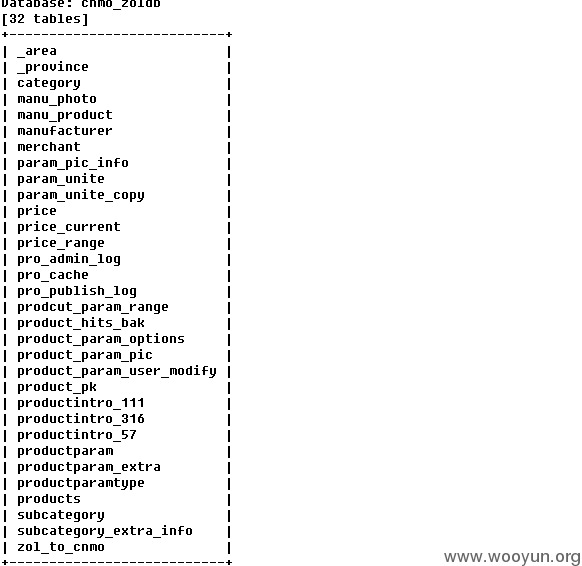 Database: cnmo_zoldb
[32 tables]
+---------------------------+
| _area |
| _province |
| category |
| manu_photo |
| manu_product |
| manufacturer |
| merchant |
| param_pic_info |
| param_unite |
| param_unite_copy |
| price |
| price_current |
| price_range |
| pro_admin_log |
| pro_cache |
| pro_publish_log |
| prodcut_param_range |
| product_hits_bak |
| product_param_options |
| product_param_pic |
| product_param_user_modify |
| product_pk |
| productintro_111 |
| productintro_316 |
| productintro_57 |
| productparam |
| productparam_extra |
| productparamtype |
| products |
| subcategory |
| subcategory_extra_info |
| zol_to_cnmo |
+---------------------------+
www.wooyun.org